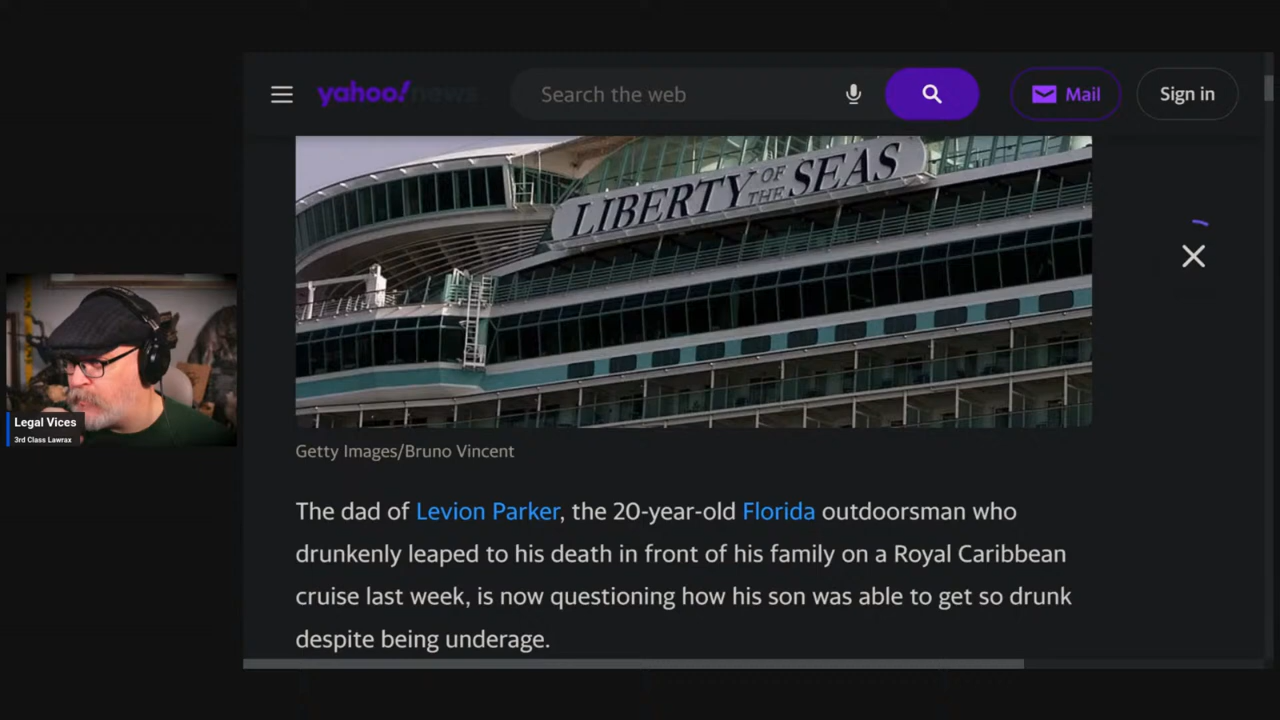 yahoo!news
Search the web
Mail
Sign in
LIBERTY OF THE SEAS
Legal Vices
3rd Class Lawrax
Getty Images/Bruno Vincent
The dad of Levion Parker, the 20-year-old Florida outdoorsman who
drunkenly leaped to his death in front of his family on a Royal Caribbean
cruise last week, is now questioning how his son was able to get so drunk
despite being underage.